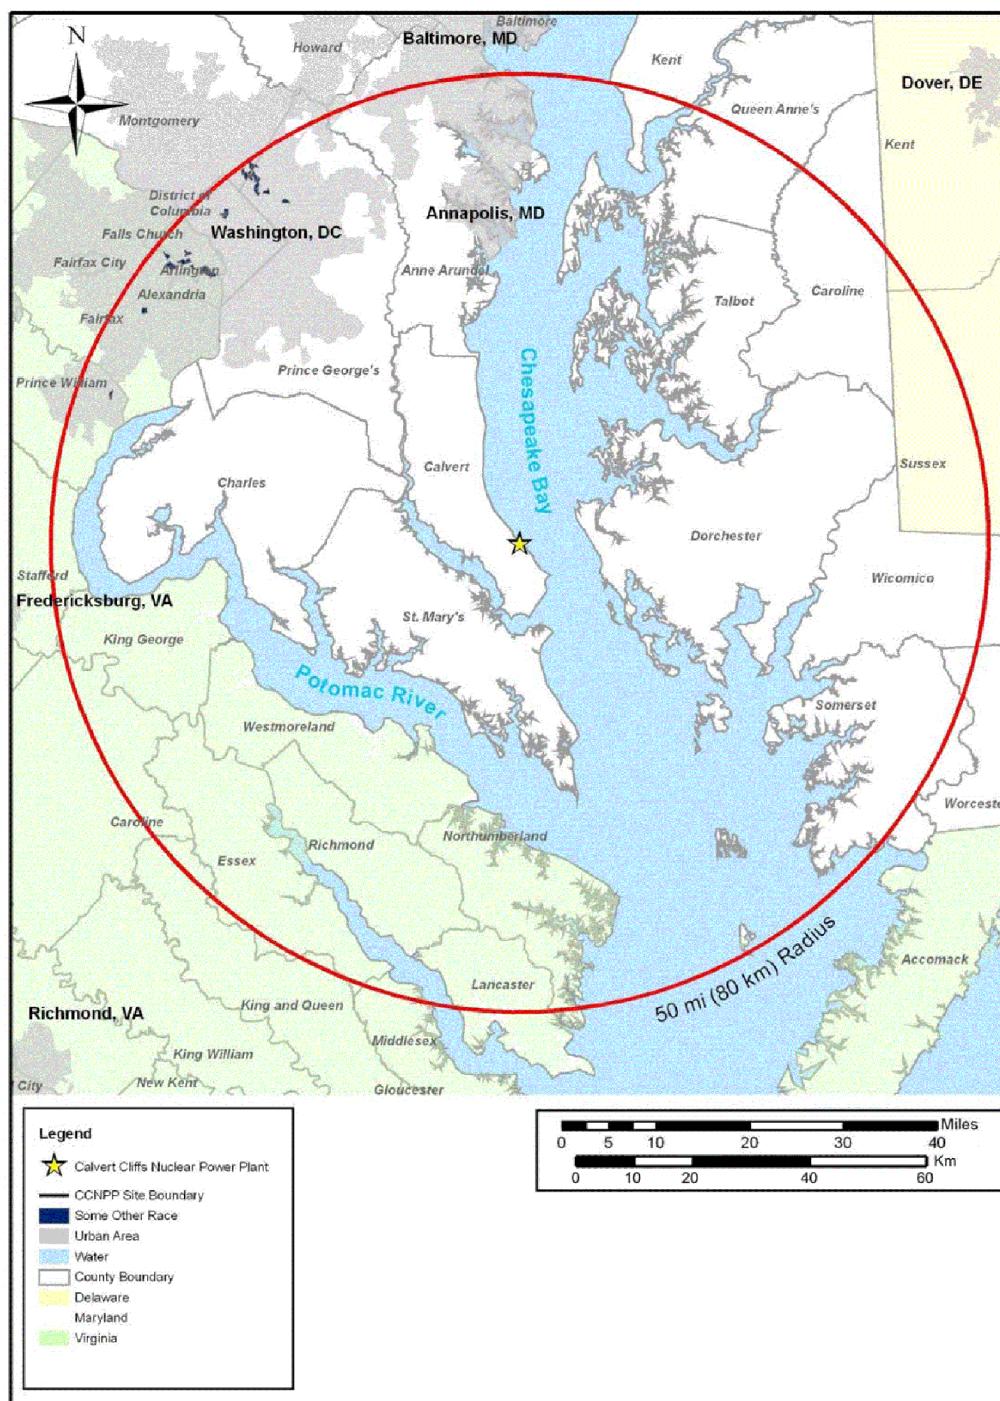 Baltimore
N
Baltimore, MD
Howard
Kent
Dover, DE
Queen Anne's
Montgomery
Kent
District of
Columbia
Annapolis, MD
Falls Church
Washington, DC
Fairfax City
Arlington
Anne Arundel
Alexandria
Talbot
Caroline
Fairfax
Prince George's
Prince William
Chesapeake Bay
Calvert
Sussex
Charles
Dorchester
Stafford
Wicomico
Fredericksburg, VA
St. Mary's
King George
Potomac River
Somerset
Westmoreland
Worceste
Caroline
Northumberland
Richmond
Essex
50 mi (80 km) Radius
Accomack
Lancaster
King and Queen
Richmond, VA
Middlesex
King William
New Kent
City
Gloucester
Legend
Calvert Cliffs Nuclear Power Plant
CCNPP Site Boundary
Some Other Race
Urban Area
Water
County Boundary
Delaware
Maryland
Virginia
Miles
0 5 10 20 30 40
Km
0 10 20 40 60